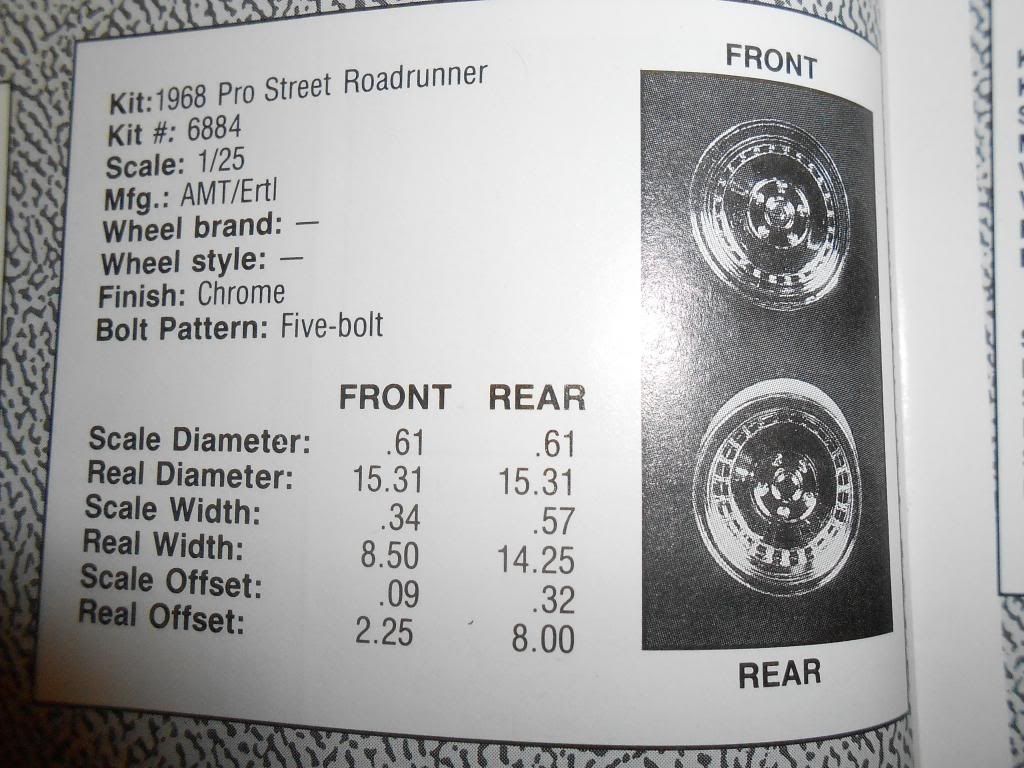 Kit:1968 Pro Street Roadrunner
Kit #: 6884
Scale: 1/25
Mfg.: AMT/Ertl
Wheel brand: —
Wheel style: —
Finish: Chrome
Bolt Pattern: Five-bolt
FRONT REAR
Scale Diameter: .61 .61
Real Diameter: 15.31 15.31
Scale Width: .34 .57
Real Width: 8.50 14.25
Scale Offset: .09 .32
Real Offset: 2.25 8.00
FRONT
REAR